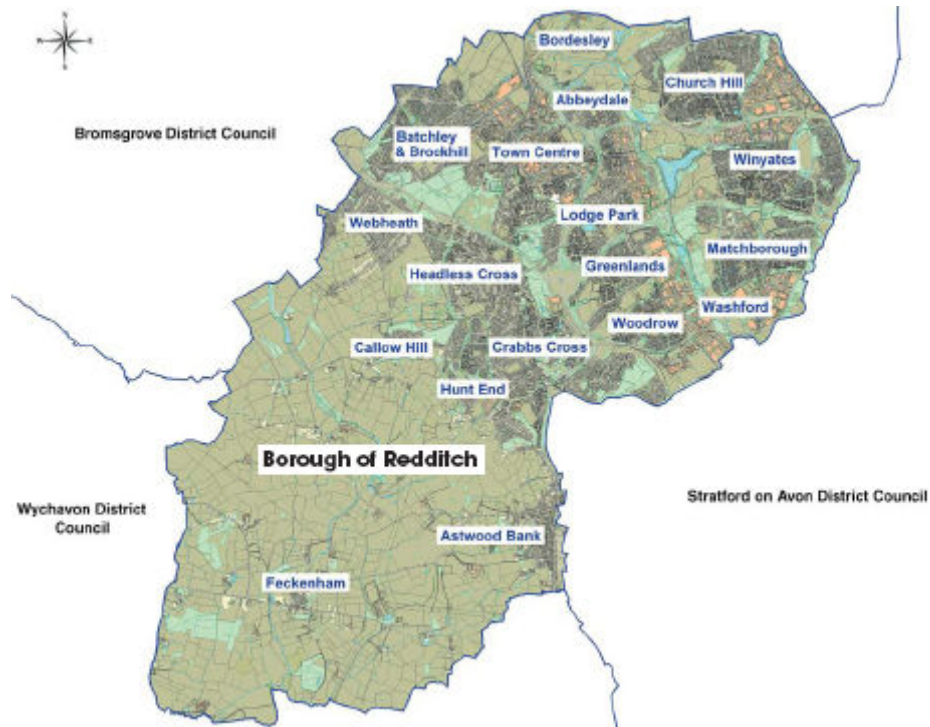 Bordesley
Church Hill
Abbeydale
Bromsgrove District Council
Batchley
& Brockhill
Town Centre
Winyates
Webheath
Lodge Park
Matchborough
Headless Cross
Greenlands
Washford
Woodrow
Callow Hill
Crabbs Cross
Hunt End
Borough of Redditch
Stratford on Avon District Council
Wychavon District
Council
Astwood Bank
Feckenham